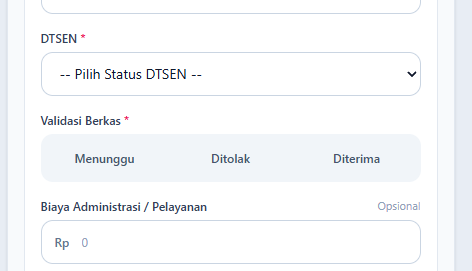 DTSEN *
-- Pilih Status DTSEN --
Validasi Berkas *
Menunggu Ditolak Diterima
Biaya Administrasi / Pelayanan Opsional
Rp 0